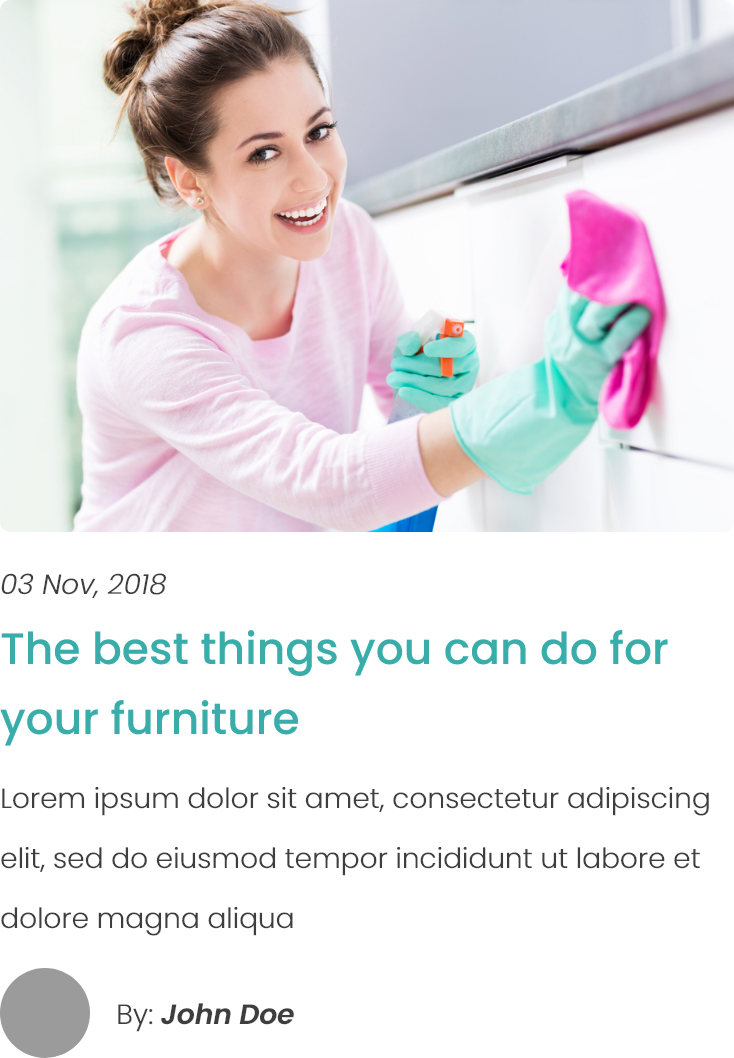 03 Nov, 2018
The best things you can do for
your furniture
Lorem ipsum dolor sit amet, consectetur adipiscing
elit, sed do eiusmod tempor incididunt ut labore et
dolore magna aliqua
By: John Doe